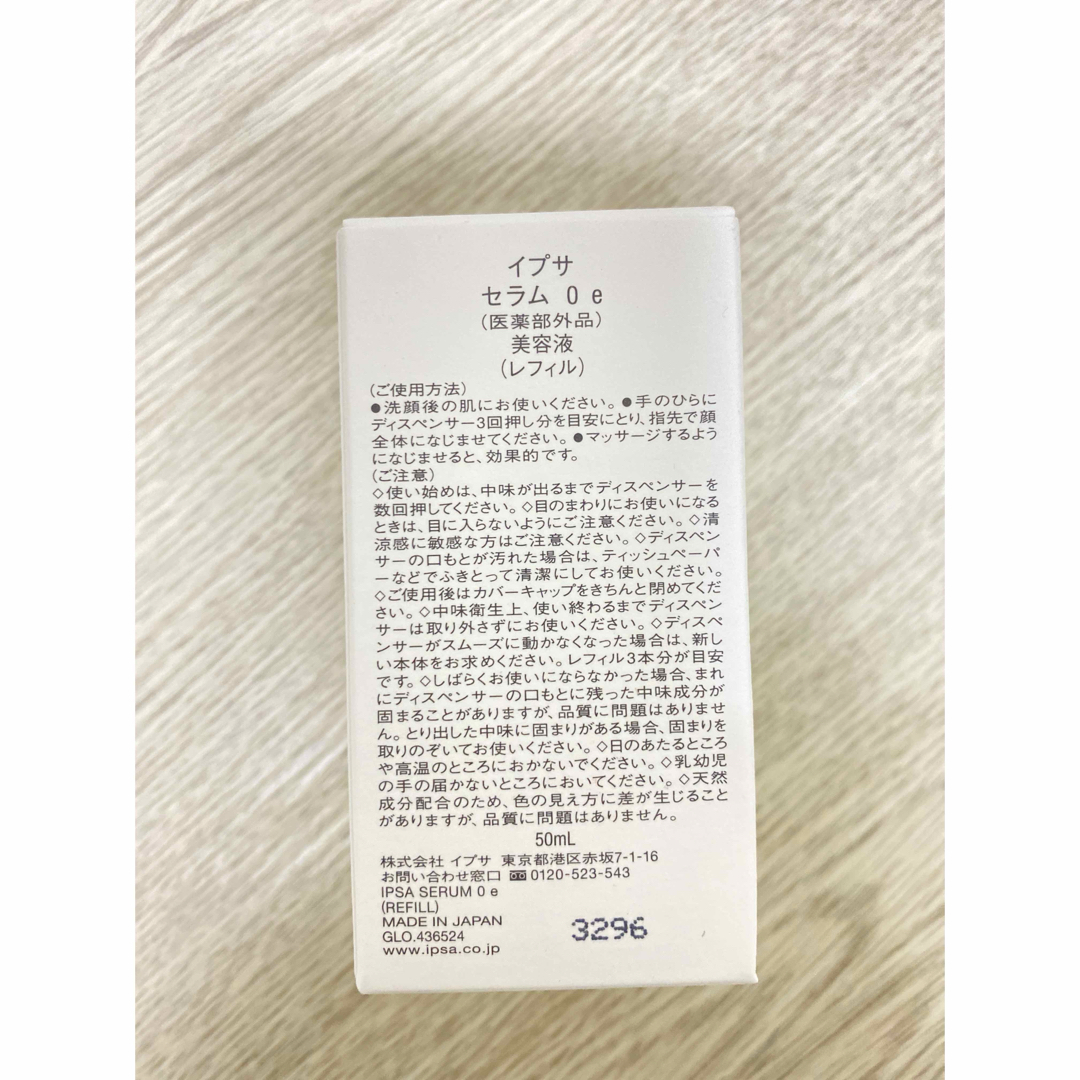 イプサ
セラム 0 e
(医薬部外品)
美容液
(レフィル)
(ご使用方法)
●洗顔後の肌にお使いください。●手のひらに
ディスペンサー3回押し分を目安にとり、指先で顔
全体になじませてください。●マッサージするよう
になじませると、効果的です。
(ご注意)
◇使い始めは、中味が出るまでディスペンサーを
数回押してください。◇目のまわりにお使いになる
ときは、目に入らないようにご注意ください。◇清
涼感に敏感な方はご注意ください。◇ディスペン
サーの口もとが汚れた場合は、ティッシュペーパ
ーなどでふきとって清潔にしてお使いください。
◇ご使用後はカバーキャップをきちんと閉めてくだ
さい。◇中味衛生上、使い終わるまでディスペン
サーは取り外さずにお使いください。◇ディスペ
ンサーがスムーズに動かなくなった場合は、新し
い本体をお求めください。レフィル3本分が目安
です。◇しばらくお使いにならなかった場合、まれ
にディスペンサーの口もとに残った中味成分が
固まることがありますが、品質に問題はありませ
ん。とり出した中味に固まりがある場合、固まりを
取りのぞいてお使いください。◇日のあたるところ
や高温のところにおかないでください。◇乳幼児
の手の届かないところにおいてください。◇天然
成分配合のため、色の見え方に差が生じること
がありますが、品質に問題はありません。
50mL
株式会社 イプサ 東京都港区赤坂7-1-16
お問い合わせ窓口 0120-523-543
IPSA SERUM 0 e
(REFILL)
MADE IN JAPAN
GLO.436524
www.ipsa.co.jp
3296